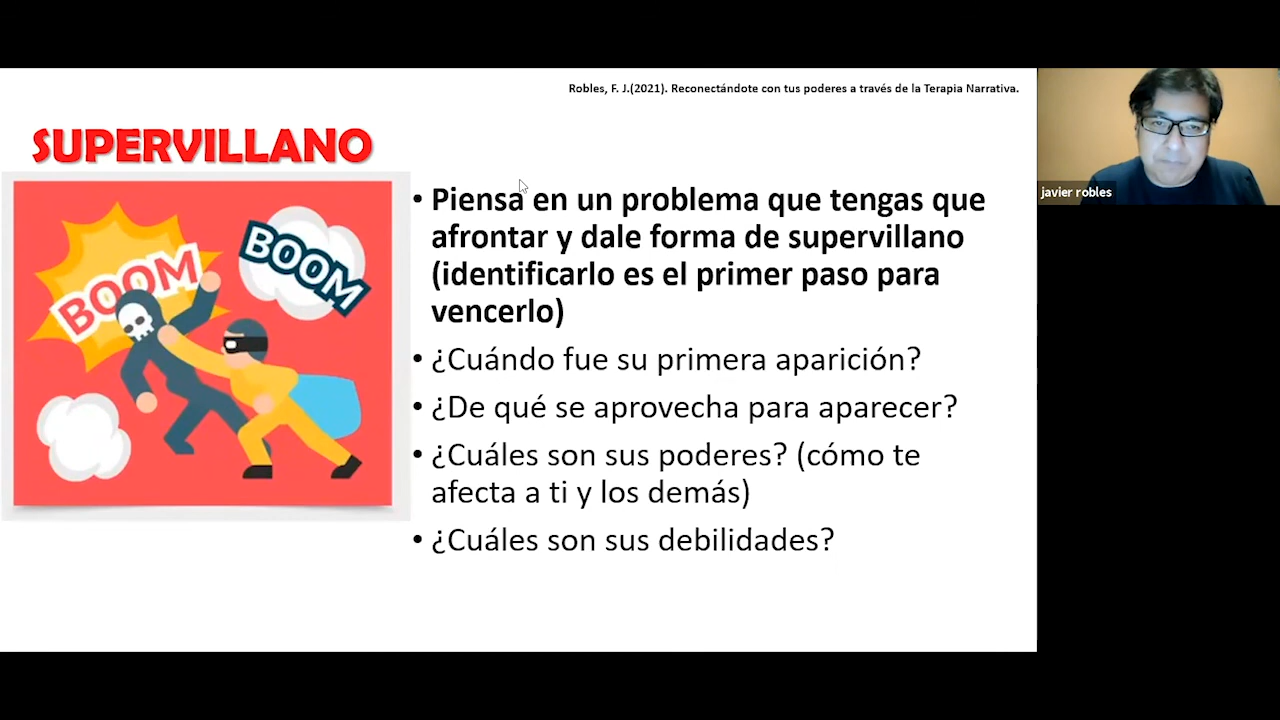 Robles, F. J.(2021). Reconectándote con tus poderes a través de la Terapia Narrativa.
SUPERVILLANO
BOOM
BOOM
• Piensa en un problema que tengas que
afrontar y dale forma de supervillano
(identificarlo es el primer paso para
vencerlo)
• ¿Cuándo fue su primera aparición?
• ¿De qué se aprovecha para aparecer?
• ¿Cuáles son sus poderes? (cómo te
afecta a ti y los demás)
• ¿Cuáles son sus debilidades?
javier robles